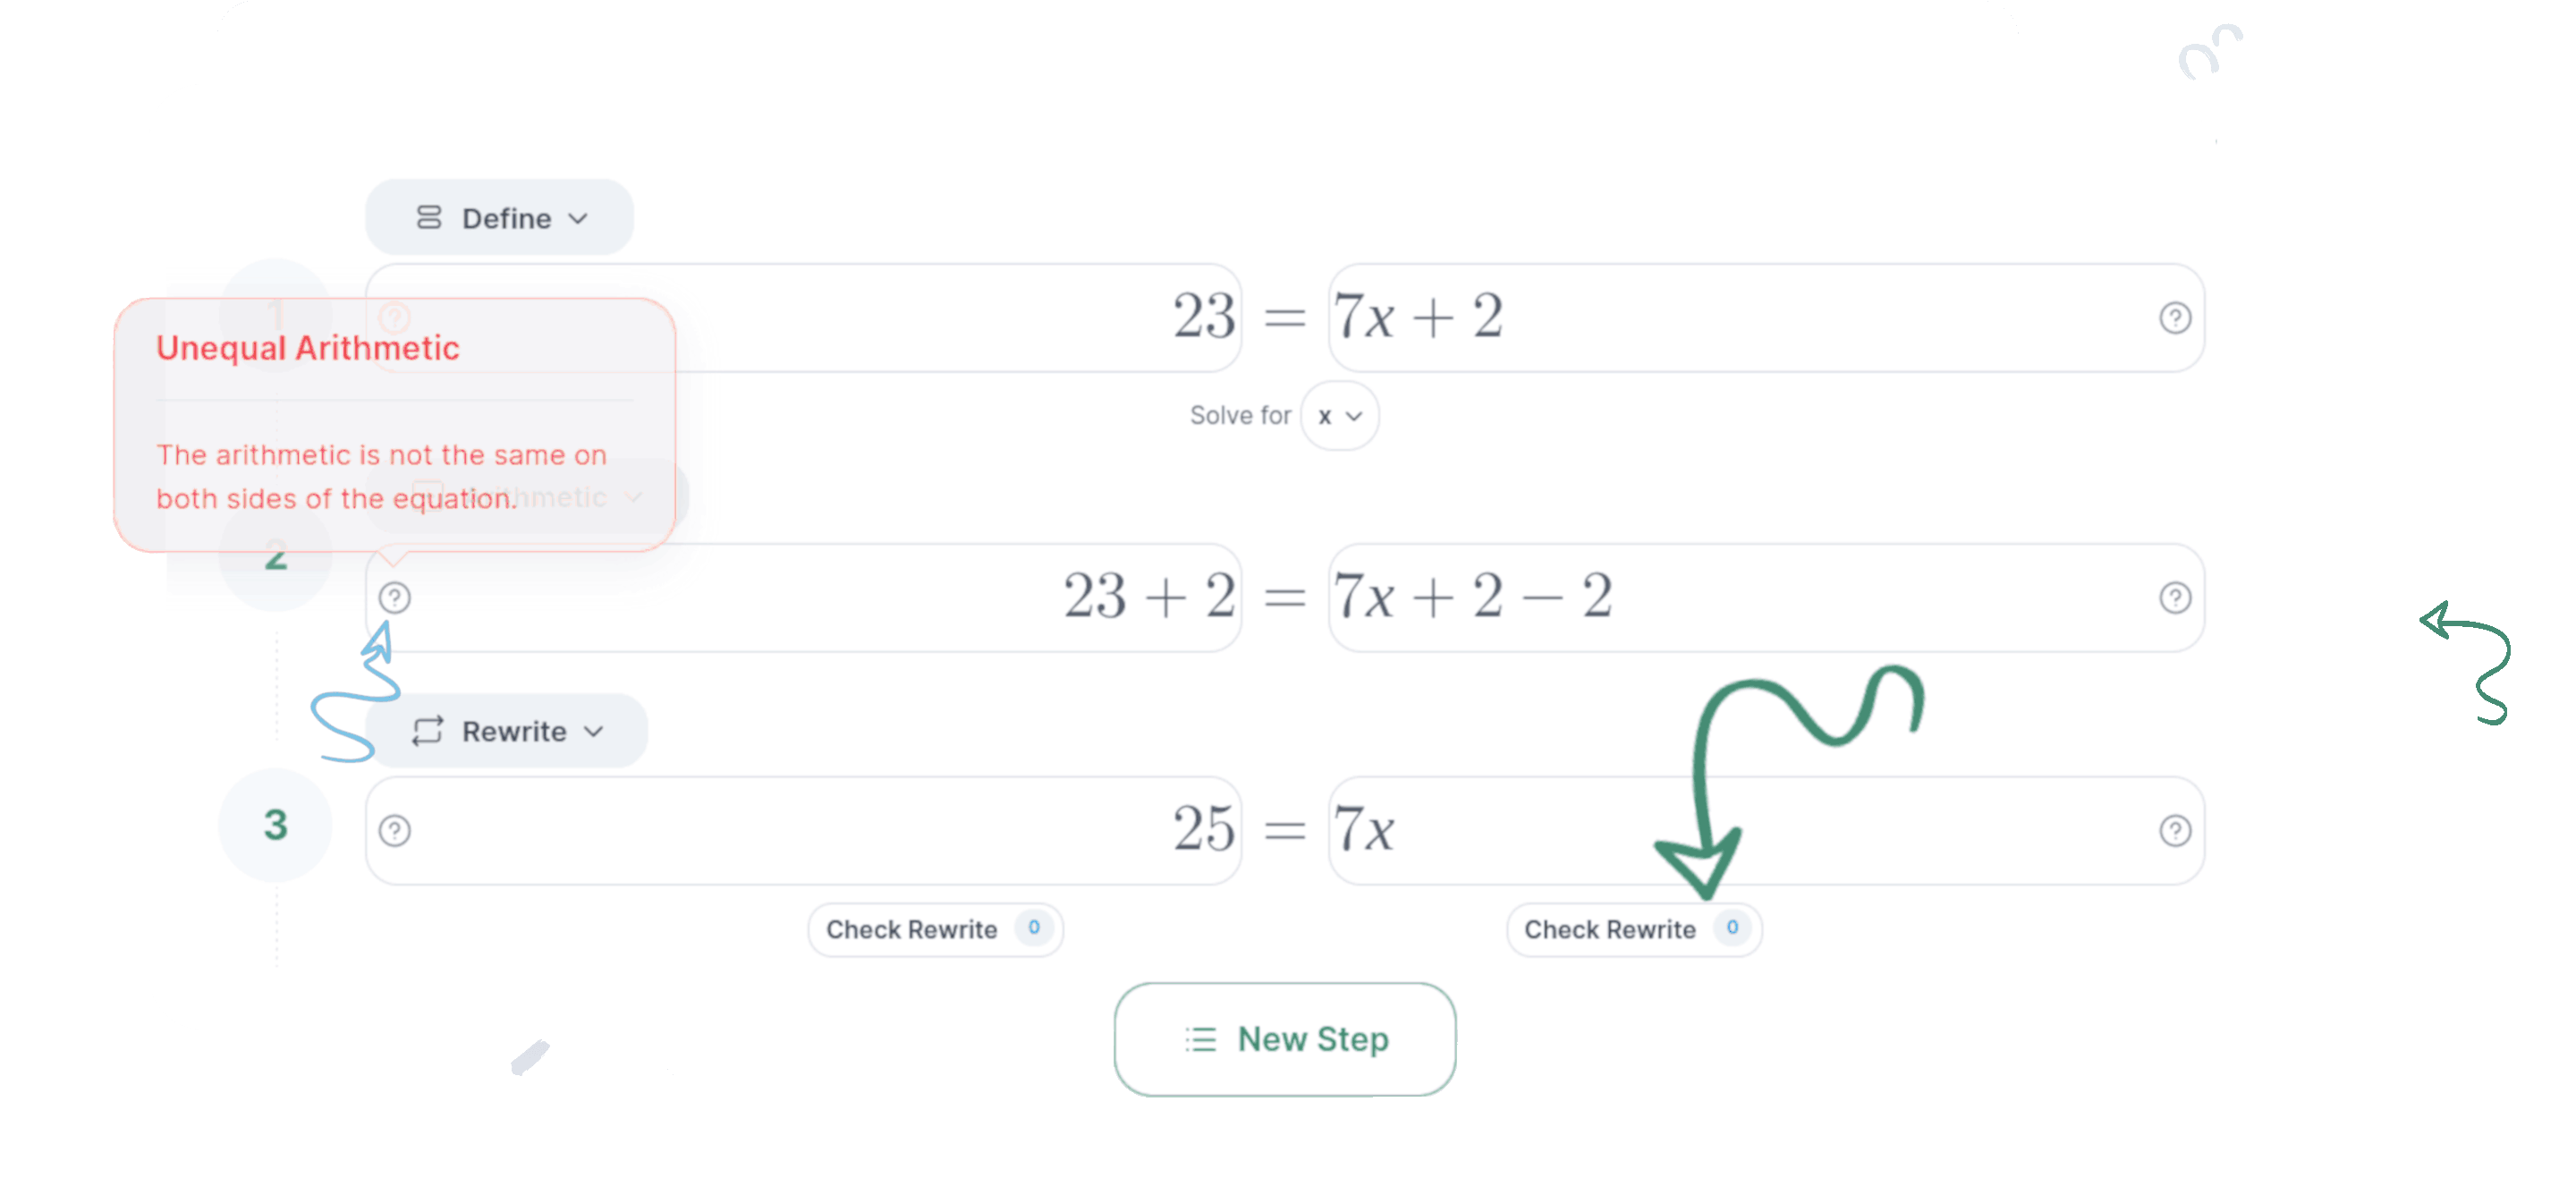 Define
1
23 = 7x + 2
Unequal Arithmetic
Solve for x
The arithmetic is not the same on
both sides of the equation.
Arithmetic
2
23 + 2 = 7x + 2 − 2
Rewrite
3
25 = 7x
Check Rewrite 0
Check Rewrite 0
New Step